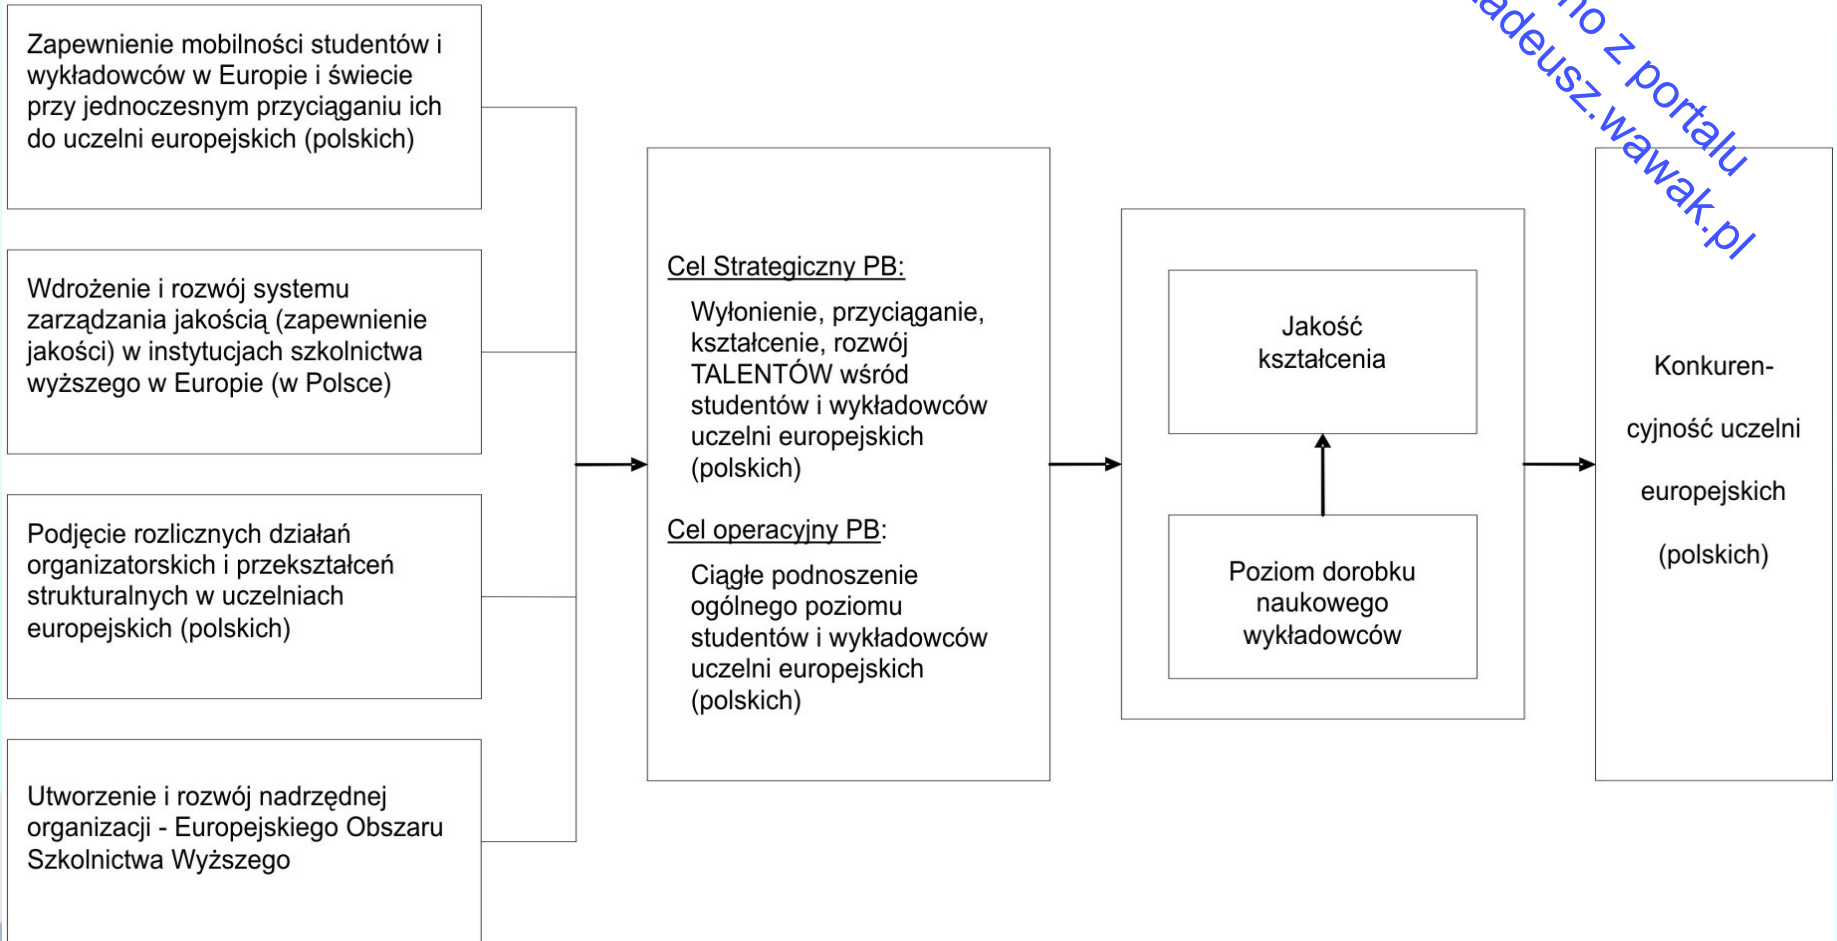 Zapewnienie mobilności studentów i
wykładowców w Europie i świecie
przy jednoczesnym przyciąganiu ich
do uczelni europejskich (polskich)
Wdrożenie i rozwój systemu
zarządzania jakością (zapewnienie
jakości) w instytucjach szkolnictwa
wyższego w Europie (w Polsce)
Podjęcie rozlicznych działań
organizatorskich i przekształceń
strukturalnych w uczelniach
europejskich (polskich)
Utworzenie i rozwój nadrzędnej
organizacji - Europejskiego Obszaru
Szkolnictwa Wyższego
Cel Strategiczny PB:
Wyłonienie, przyciąganie,
kształcenie, rozwój
TALENTÓW wśród
studentów i wykładowców
uczelni europejskich
(polskich)
Cel operacyjny PB:
Ciągłe podnoszenie
ogólnego poziomu
studentów i wykładowców
uczelni europejskich
(polskich)
Jakość
kształcenia
Poziom dorobku
naukowego
wykładowców
Konkuren-
cyjność uczelni
europejskich
(polskich)
z portalu
adeusz.wawak.pl